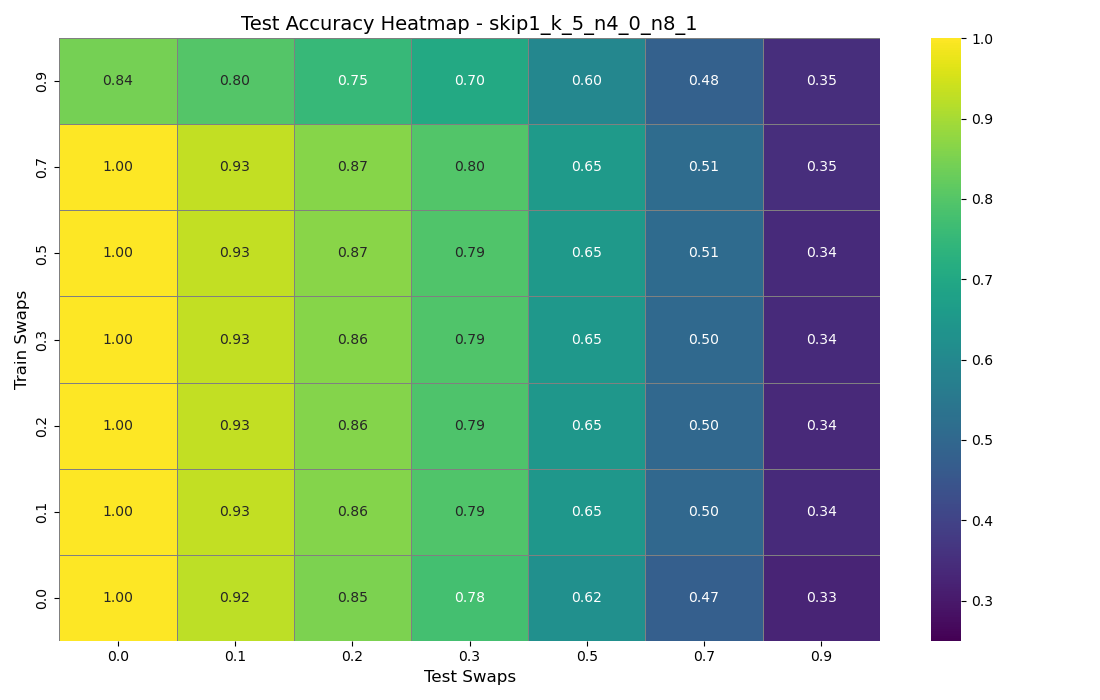 Test Accuracy Heatmap - skip1_k_5_n4_0_n8_1
Train Swaps
0.9 0.84 0.80 0.75 0.70 0.60 0.48 0.35
0.7 1.00 0.93 0.87 0.80 0.65 0.51 0.35
0.5 1.00 0.93 0.87 0.79 0.65 0.51 0.34
0.3 1.00 0.93 0.86 0.79 0.65 0.50 0.34
0.2 1.00 0.93 0.86 0.79 0.65 0.50 0.34
0.1 1.00 0.93 0.86 0.79 0.65 0.50 0.34
0.0 1.00 0.92 0.85 0.78 0.62 0.47 0.33
0.0 0.1 0.2 0.3 0.5 0.7 0.9
Test Swaps
1.0
0.9
0.8
0.7
0.6
0.5
0.4
0.3